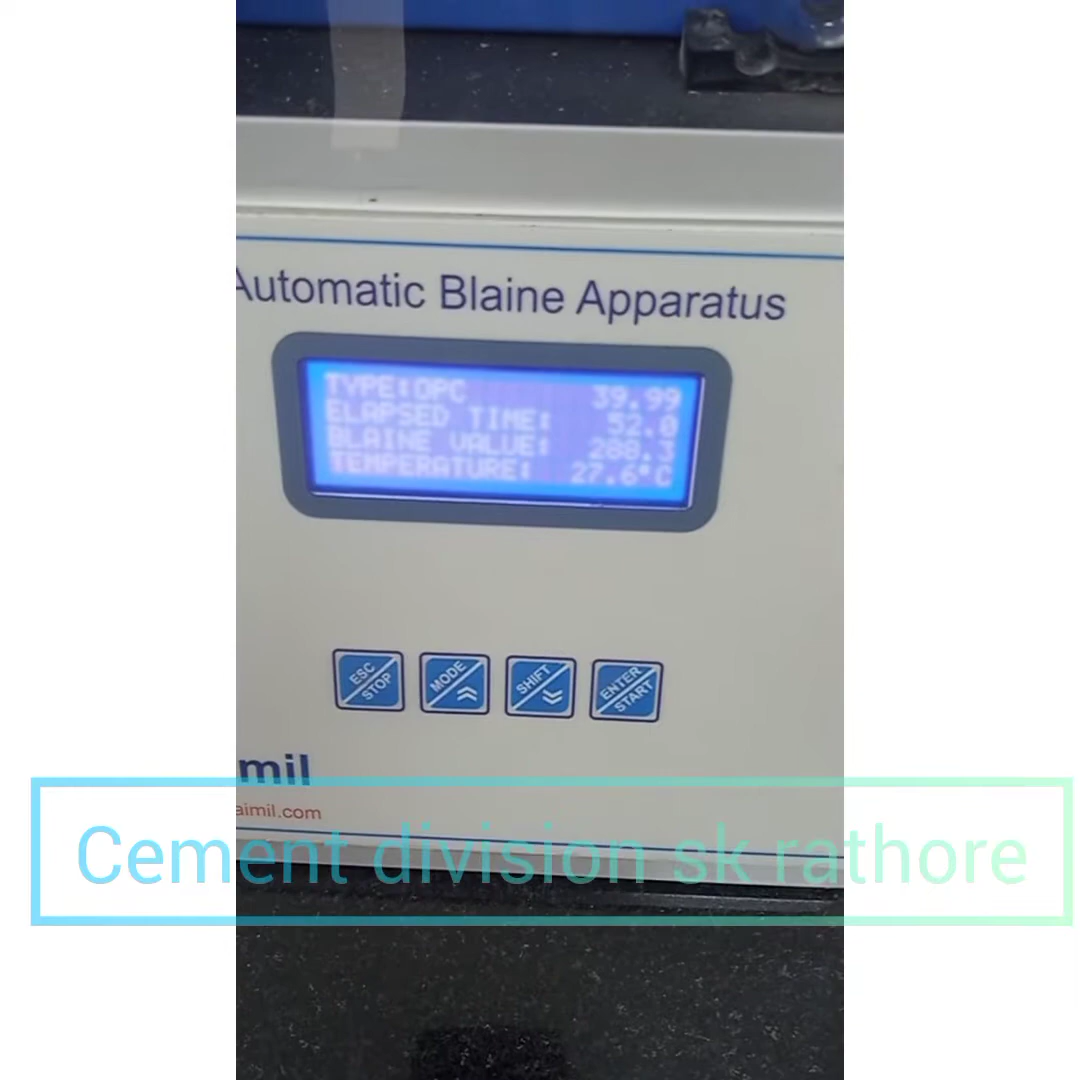 Automatic Blaine Apparatus
TYPE:OPC 39.99
ELAPSED TIME: 52.0
BLAINE VALUE: 288.3
TEMPERATURE: 27.6°C
ESC STOP
MODE
SHIFT
ENTER START
mil
aimil.com
Cement division sk rathore